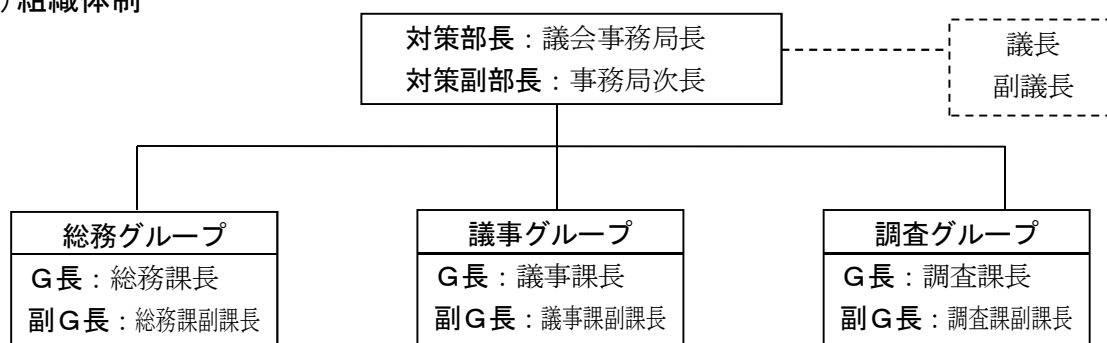 )組織体制
対策部長：議会事務局長
対策副部長：事務局次長
議長
副議長
総務グループ
Ｇ長：総務課長
副Ｇ長：総務課副課長
議事グループ
Ｇ長：議事課長
副Ｇ長：議事課副課長
調査グループ
Ｇ長：調査課長
副Ｇ長：調査課副課長